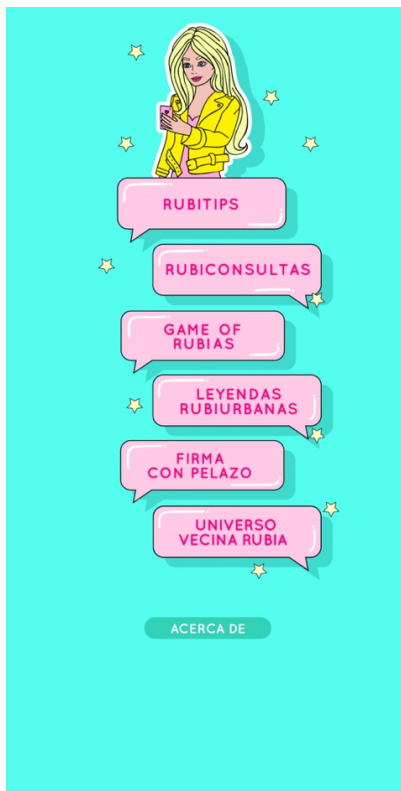 RUBITIPS
RUBICONSULTAS
GAME OF
RUBIAS
LEYENDAS
RUBIURBANAS
FIRMA
CON PELAZO
UNIVERSO
VECINA RUBIA
ACERCA DE